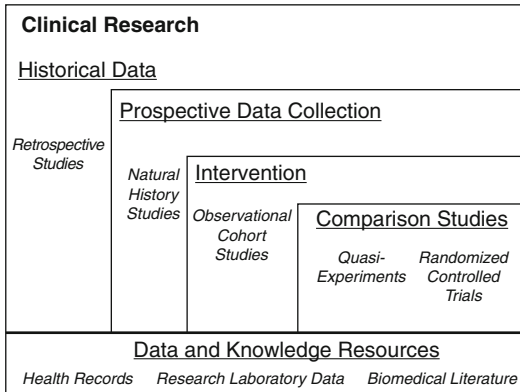 Clinical Research
Historical Data
Retrospective
Studies
Prospective Data Collection
Natural
History
Studies
Intervention
Observational
Cohort
Studies
Comparison Studies
Quasi-
Experiments
Randomized
Controlled
Trials
Data and Knowledge Resources
Health Records Research Laboratory Data Biomedical Literature